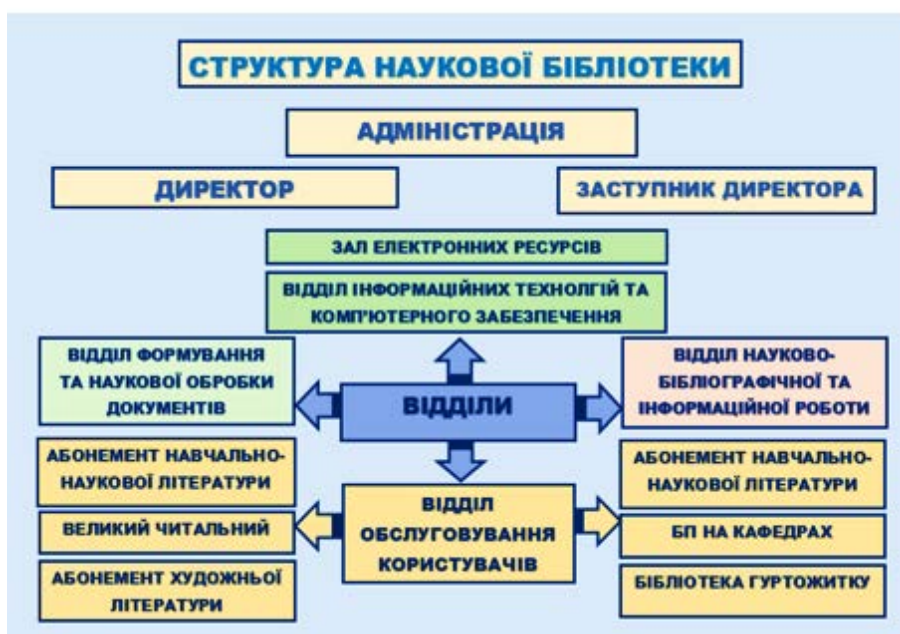 СТРУКТУРА НАУКОВОЇ БІБЛІОТЕКИ
АДМІНІСТРАЦІЯ
ДИРЕКТОР
ЗАСТУПНИК ДИРЕКТОРА
ЗАЛ ЕЛЕКТРОННИХ РЕСУРСІВ
ВІДДІЛ ІНФОРМАЦІЙНИХ ТЕХНОЛГІЙ ТА
КОМП'ЮТЕРНОГО ЗАБЕЗПЕЧЕННЯ
ВІДДІЛ ФОРМУВАННЯ
ТА НАУКОВОЇ ОБРОБКИ
ДОКУМЕНТІВ
ВІДДІЛИ
ВІДДІЛ НАУКОВО-
БІБЛІОГРАФІЧНОЇ ТА
ІНФОРМАЦІЙНОЇ РОБОТИ
АБОНЕМЕНТ НАВЧАЛЬНО-
НАУКОВОЇ ЛІТЕРАТУРИ
ВЕЛИКИЙ ЧИТАЛЬНИЙ
АБОНЕМЕНТ ХУДОЖНЬОЇ
ЛІТЕРАТУРИ
ВІДДІЛ
ОБСЛУГОВУВАННЯ
КОРИСТУВАЧІВ
АБОНЕМЕНТ НАВЧАЛЬНО-
НАУКОВОЇ ЛІТЕРАТУРИ
БП НА КАФЕДРАХ
БІБЛІОТЕКА ГУРТОЖИТКУ